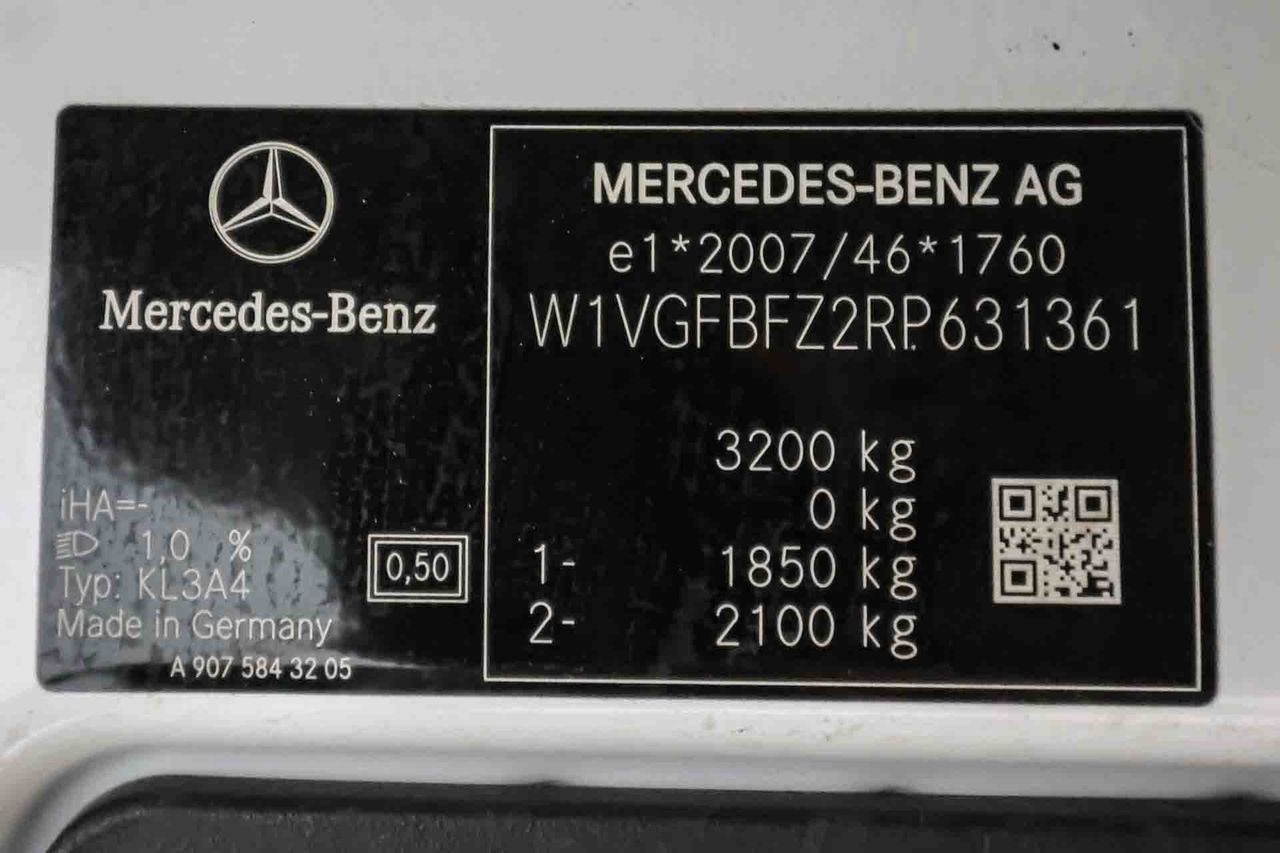 Mercedes-Benz
iHA=-
1,0 %
Typ: KL3A4
Made in Germany
A 907 584 32 05
0,50
MERCEDES-BENZ AG
e1*2007/46*1760
W1VGFBFZ2RP631361
3200 kg
0 kg
1- 1850 kg
2- 2100 kg